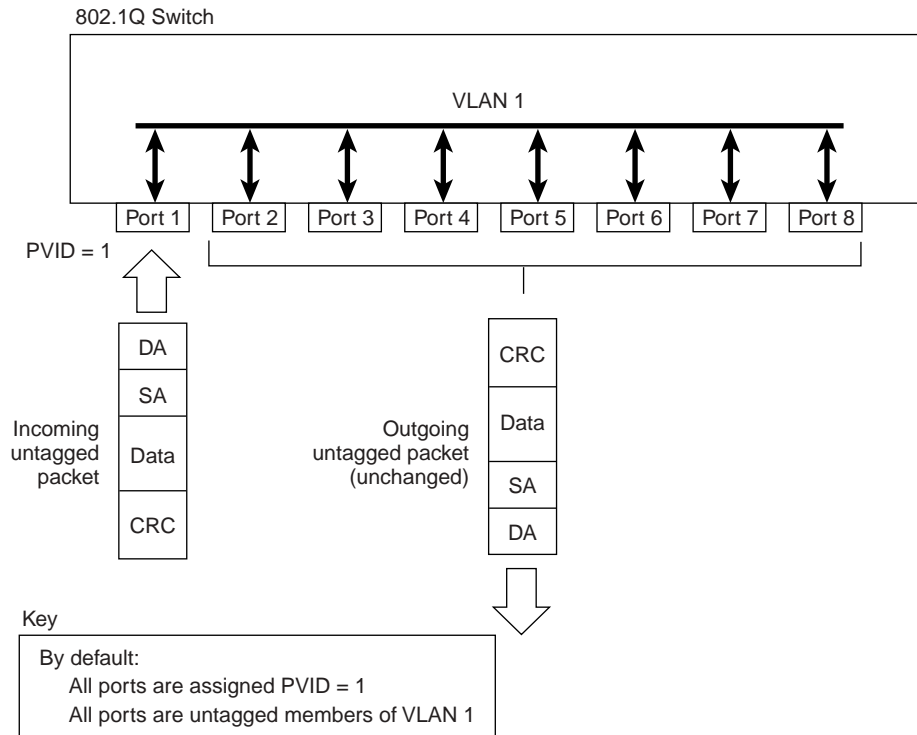 802.1Q Switch
VLAN 1
Port 1
Port 2
Port 3
Port 4
Port 5
Port 6
Port 7
Port 8
PVID = 1
Incoming
untagged
packet
DA
SA
Data
CRC
Outgoing
untagged packet
(unchanged)
CRC
Data
SA
DA
Key
By default:
All ports are assigned PVID = 1
All ports are untagged members of VLAN 1